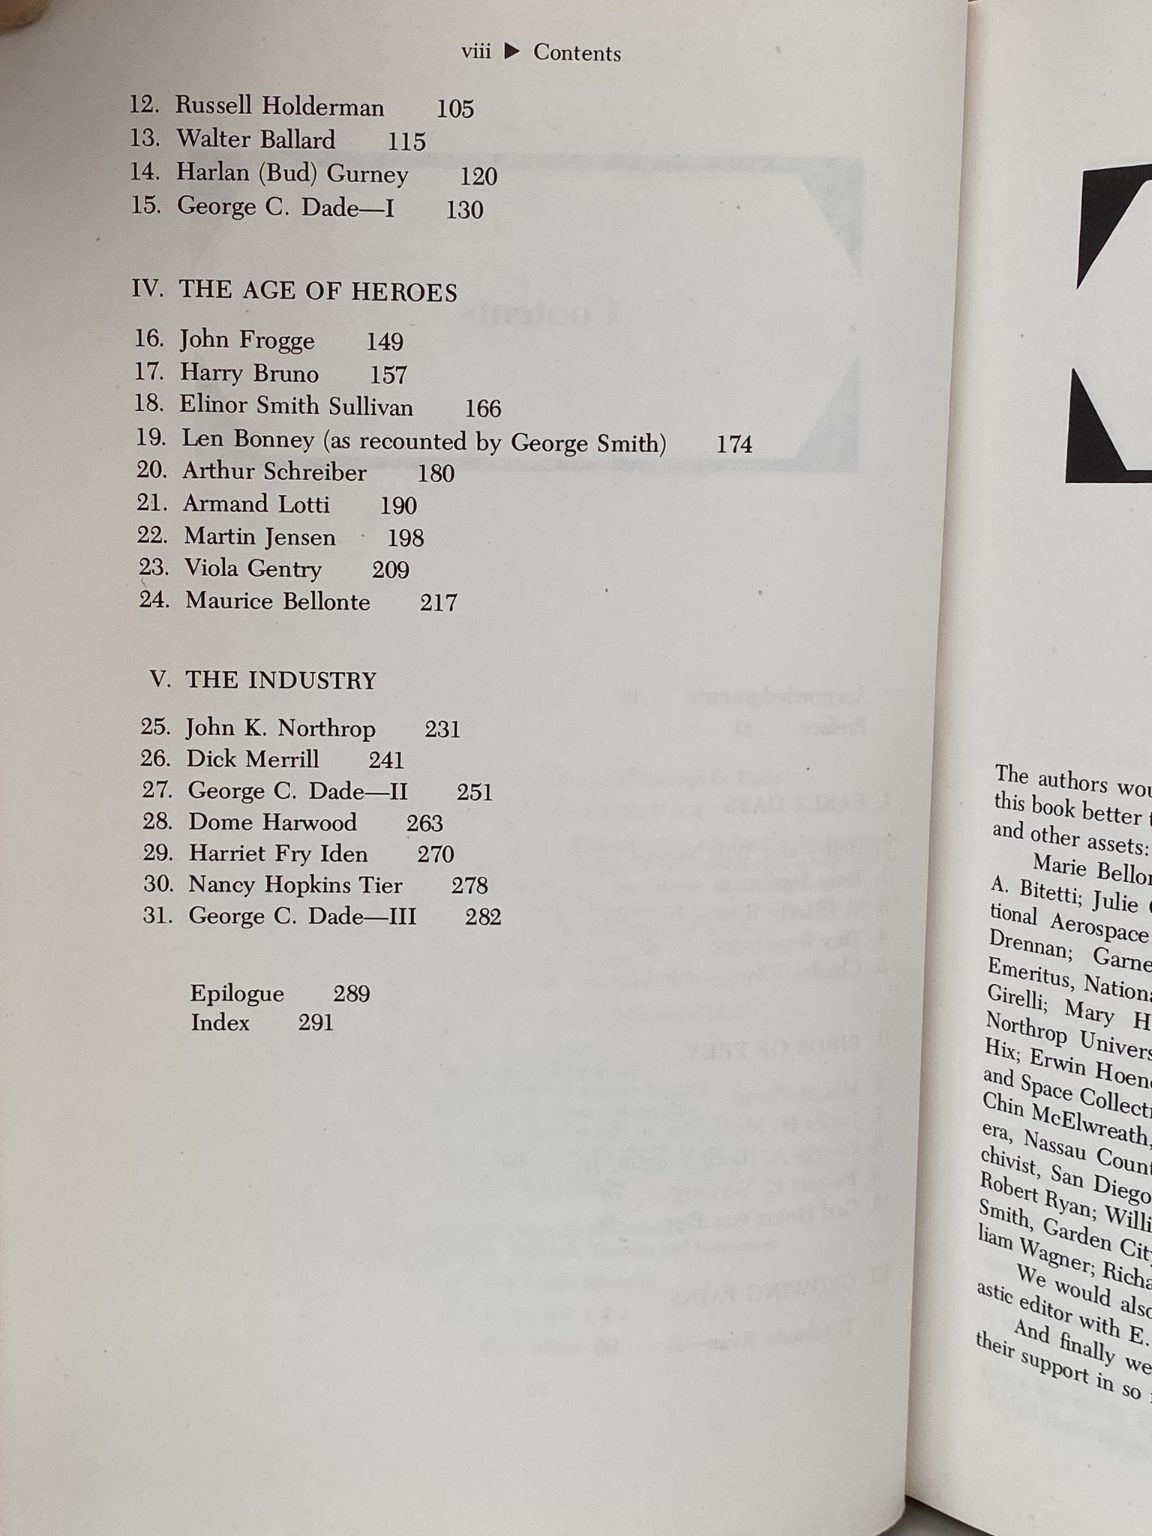 viii ▶ Contents
12. Russell Holderman 105
13. Walter Ballard 115
14. Harlan (Bud) Gurney 120
15. George C. Dade—I 130
IV. THE AGE OF HEROES
16. John Frogge 149
17. Harry Bruno 157
18. Elinor Smith Sullivan 166
19. Len Bonney (as recounted by George Smith) 174
20. Arthur Schreiber 180
21. Armand Lotti 190
22. Martin Jensen 198
23. Viola Gentry 209
24. Maurice Bellonte 217
V. THE INDUSTRY
25. John K. Northrop 231
26. Dick Merrill 241
27. George C. Dade—II 251
28. Dome Harwood 263
29. Harriet Fry Iden 270
30. Nancy Hopkins Tier 278
31. George C. Dade—III 282
Epilogue 289
Index 291
The authors
this book better
and other assets:
Marie
A. Bitetti; Julie
tional Aerospace
Drennan;
Emeritus,
Girelli; Mary
Northrop
Hix; Erwin
and Space
Chin McElwreath,
era, Nassau
chivist, San Diego
Robert Ryan;
Smith, Garden
liam Wagner;
We would
astic editor with E.
And finally we
their support in so